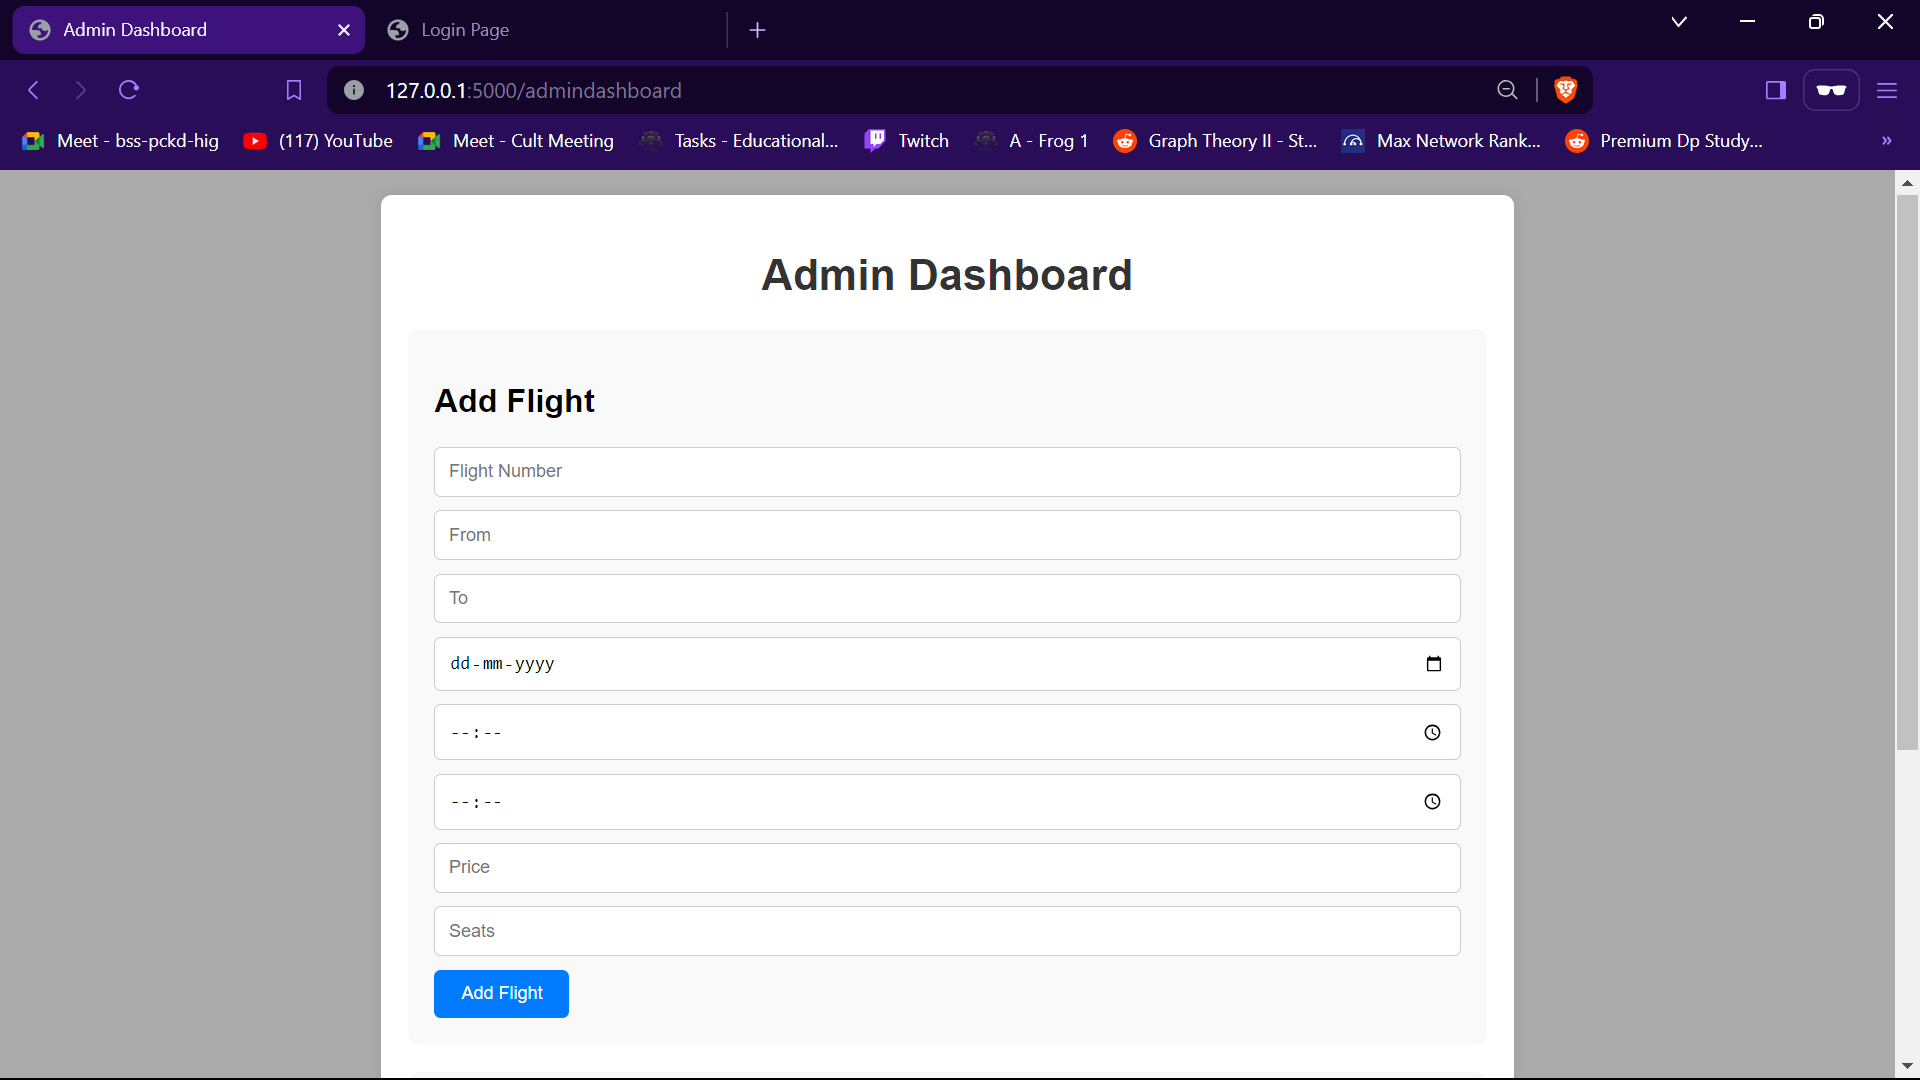 Admin Dashboard
Login Page
127.0.0.1:5000/admindashboard
Meet - bss-pckd-hig
(117) YouTube
Meet - Cult Meeting
Tasks - Educational...
Twitch
A - Frog 1
Graph Theory II - St...
Max Network Rank...
Premium Dp Study...
»
Admin Dashboard
Add Flight
Flight Number
From
To
dd-mm-yyyy
--:--
--:--
Price
Seats
Add Flight